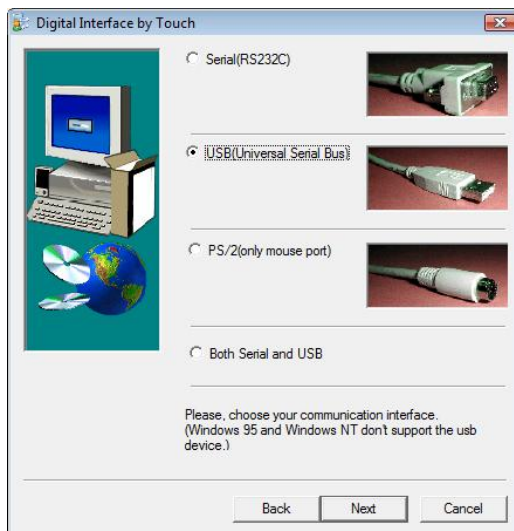 Digital Interface by Touch
Serial(RS232C)
USB(Universal Serial Bus)
PS/2(only mouse port)
Both Serial and USB
Please, choose your communication interface.
(Windows 95 and Windows NT don't support the usb
device.)
Back Next Cancel